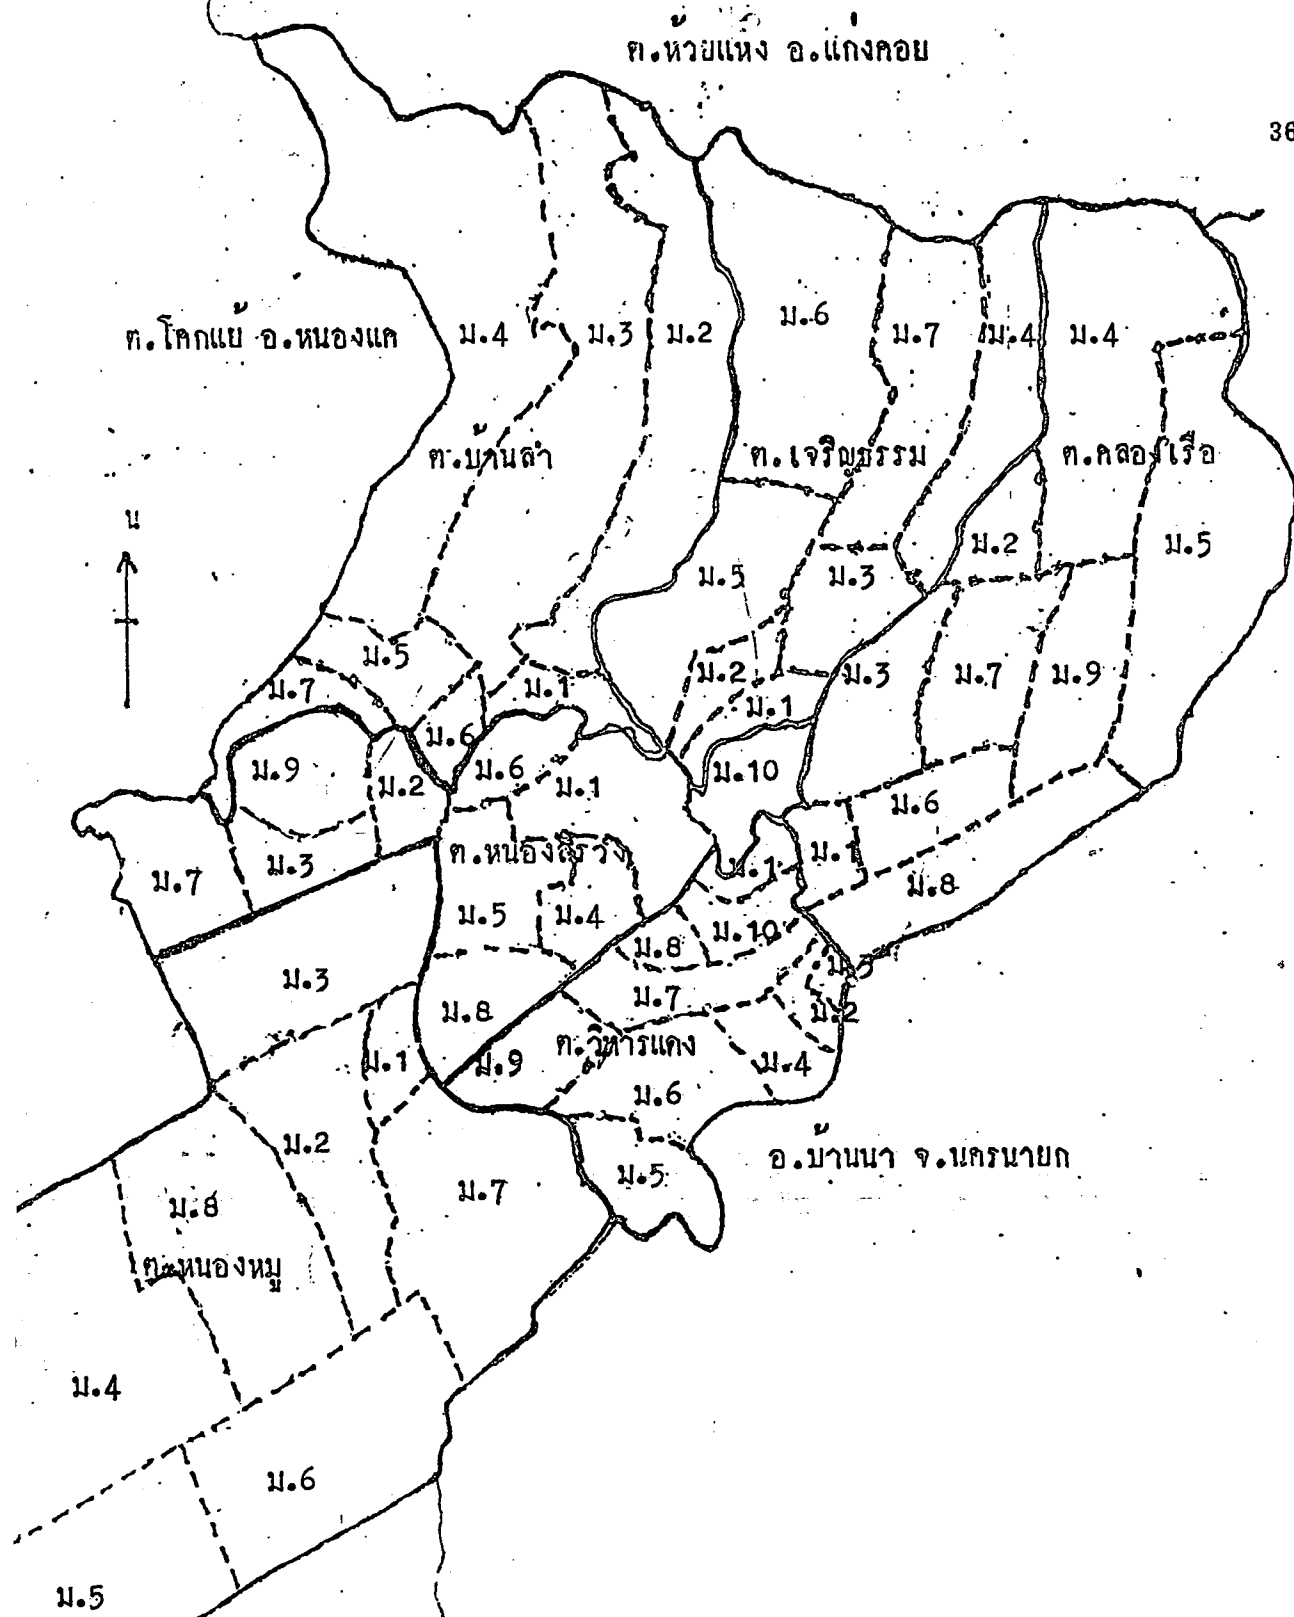 ต.ห้วยแห้ง อ.แก่งคอย
36
ต.โคกแย้ อ.หนองแค
ม.4
ม.3
ม.2
ม.6
ม.7
ม.4
ม.4
ต.บ้านลำ
ต.เจริญธรรม
ต.คลองเรือ
น
ม.5
ม.3
ม.2
ม.5
ม.5
ม.7
ม.1
ม.2
ม.1
ม.3
ม.7
ม.9
ม.6
ม.9
ม.2
ม.6
ม.1
ม.10
ม.6
ม.7
ม.3
ต.หนองสรวง
ม.1
ม.1
ม.8
ม.5
ม.4
ม.8
ม.10
ม.3
ม.3
ม.8
ม.7
ม.2
ม.1
ม.9
ต.วิหารแดง
ม.4
ม.6
ม.2
ม.7
ม.5
อ.บ้านนา จ.นครนายก
ม.8
ต.หนองหมู
ม.4
ม.6
ม.5